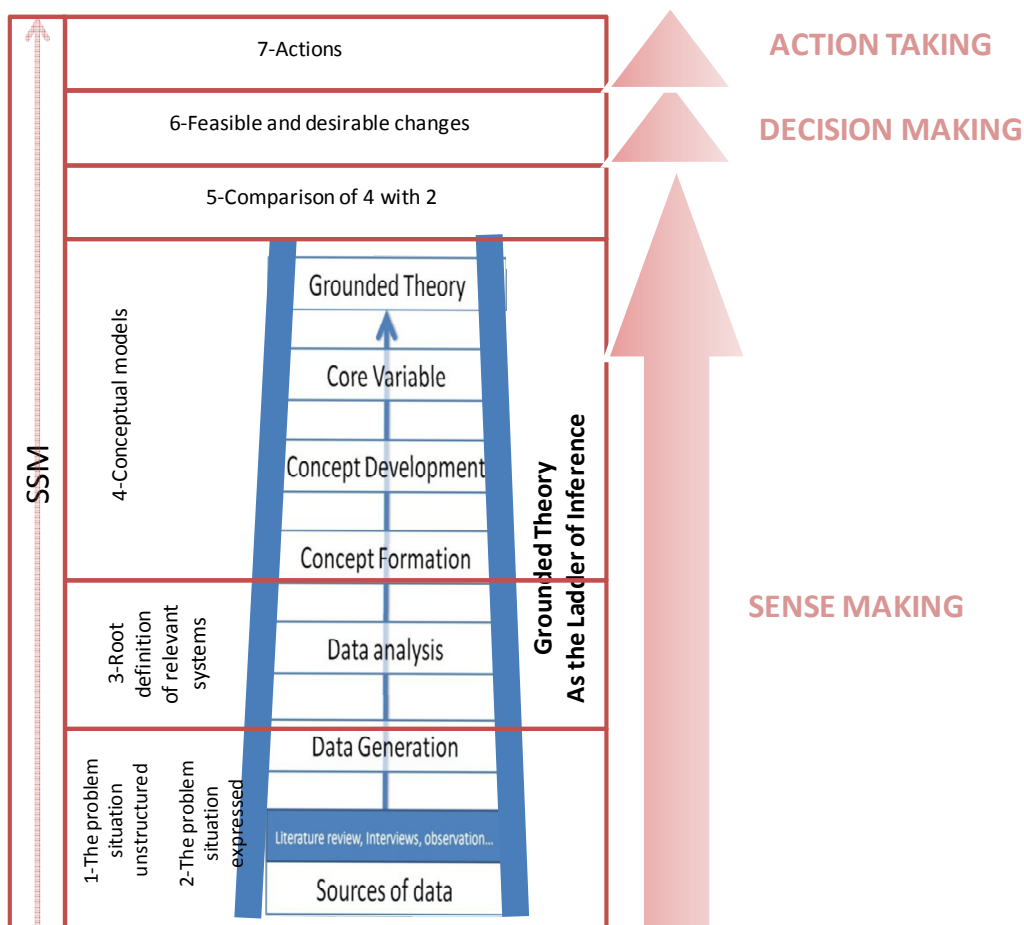 7-Actions
ACTION TAKING
6-Feasible and desirable changes
DECISION MAKING
5-Comparison of 4 with 2
SSM
4-Conceptual models
Grounded Theory
Core Variable
Concept Development
Concept Formation
Grounded Theory
As the Ladder of Inference
SENSE MAKING
3-Root
definition
of relevant
systems
Data analysis
1-The problem
situation
unstructured
2-The problem
situation
expressed
Data Generation
Literature review, Interviews, observation...
Sources of data